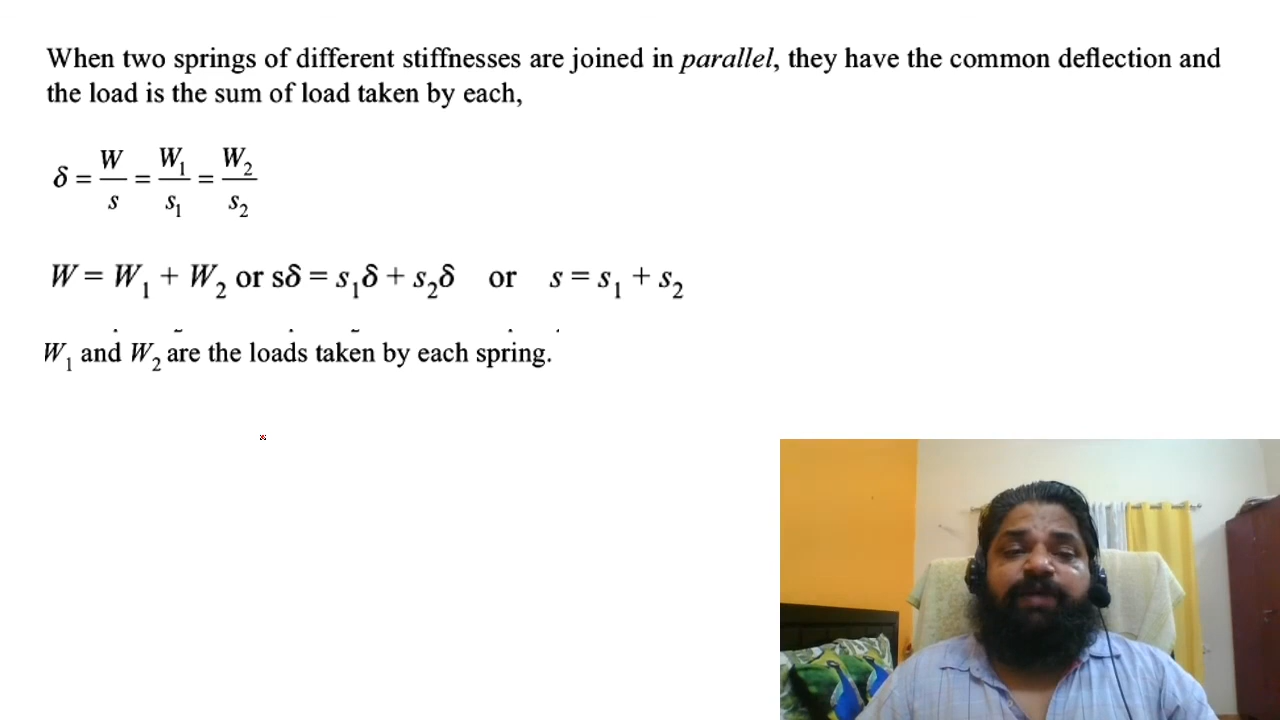 When two springs of different stiffnesses are joined in parallel, they have the common deflection and
the load is the sum of load taken by each,
δ = W/s = W₁/s₁ = W₂/s₂
W = W₁ + W₂ or sδ = s₁δ + s₂δ or s = s₁ + s₂
W₁ and W₂ are the loads taken by each spring.